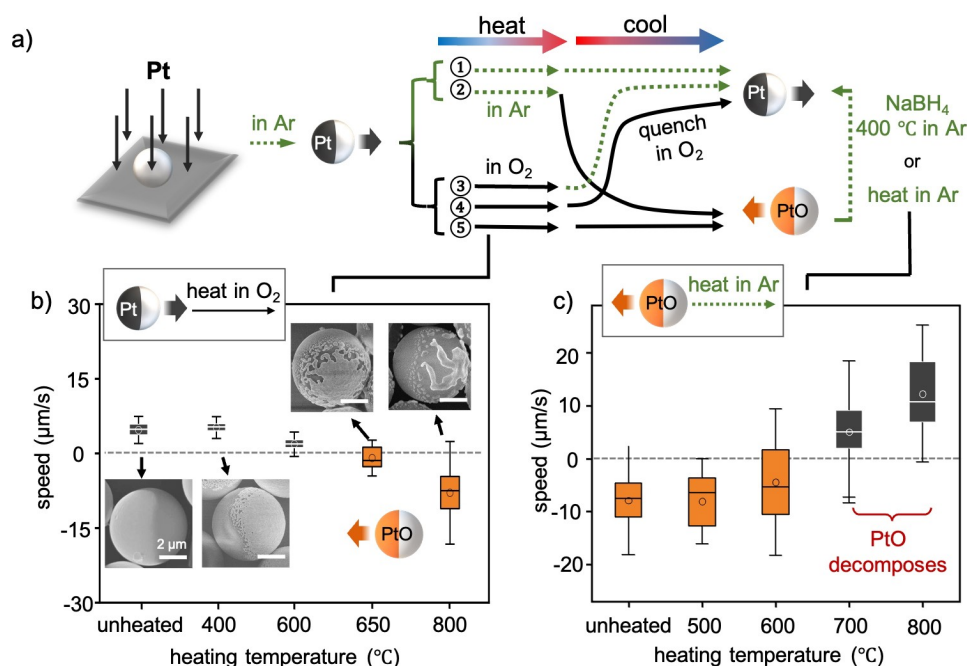 a)
heat
cool
Pt
in Ar
Pt
①
②
in Ar
in O₂
③
④
⑤
quench
in O₂
Pt
PtO
NaBH₄
400 ℃ in Ar
or
heat in Ar
b)
Pt
heat in O₂
speed (µm/s)
30
15
0
-15
-30
2 µm
PtO
unheated
400
600
650
800
heating temperature (℃)
c)
PtO
heat in Ar
speed (µm/s)
20
10
0
-10
-20
PtO
decomposes
unheated
500
600
700
800
heating temperature (℃)